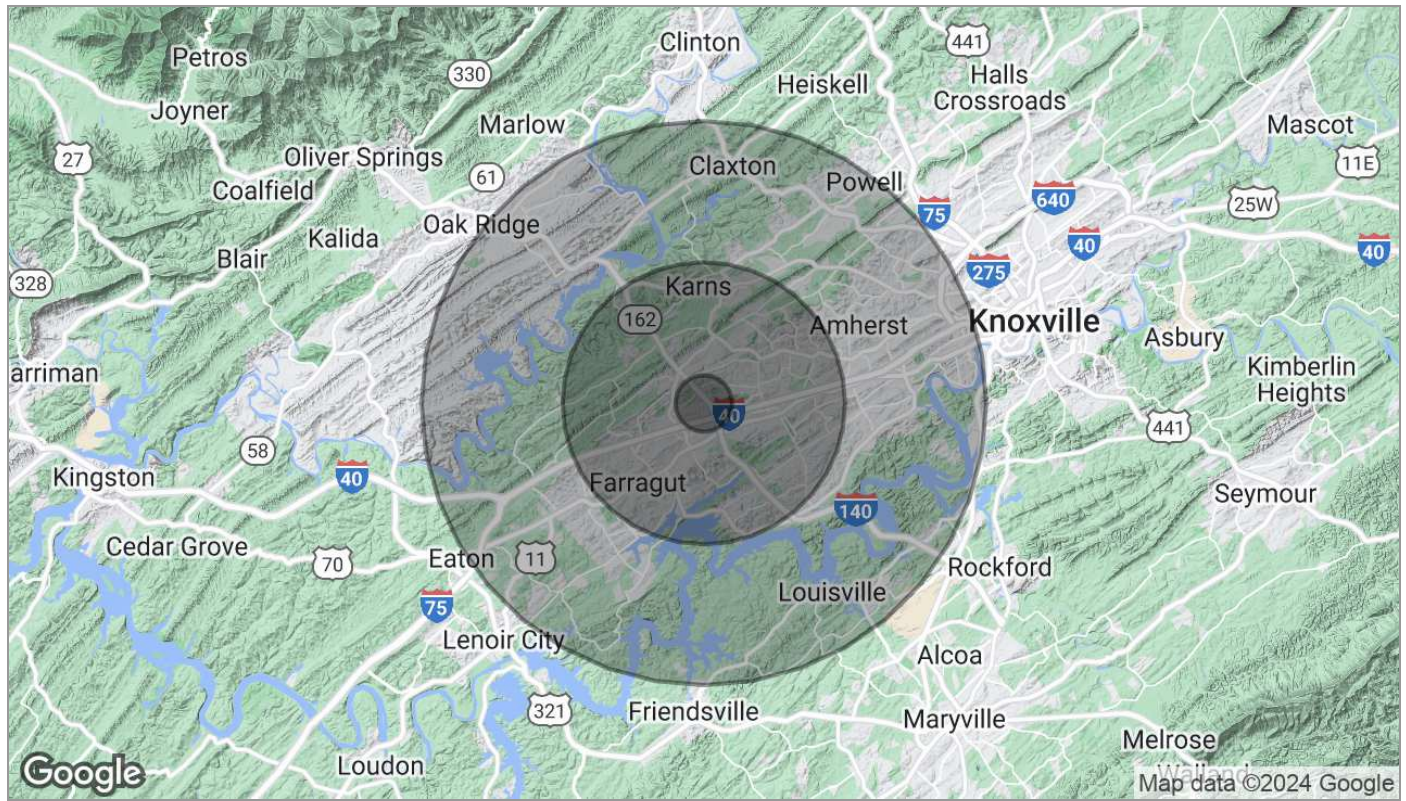 Clinton
441
Petros
330
Halls
Crossroads
Heiskell
Joyner
Marlow
Mascot
27
Oliver Springs
11E
Claxton
61
Powell
Coalfield
640
25W
75
Oak Ridge
Kalida
40
40
Blair
275
328
Karns
162
Amherst
Knoxville
Asbury
arriman
Kimberlin
Heights
40
441
58
Kingston
40
Farragut
Seymour
140
Cedar Grove
70
Eaton
11
Rockford
Louisville
75
Lenoir City
Alcoa
321
Friendsville
Maryville
Melrose
Loudon
Walland
Google
Map data ©2024 Google